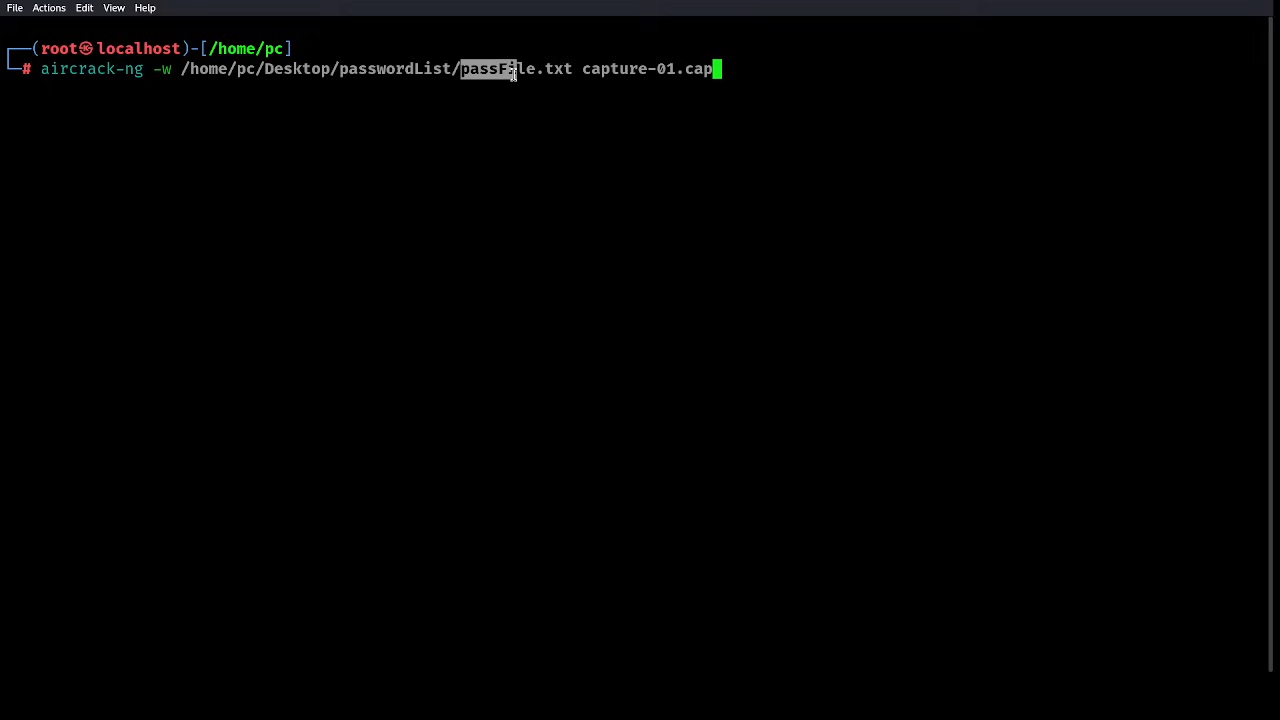 File Actions Edit View Help
┌──(root㉿localhost)-[/home/pc]
└─# aircrack-ng -w /home/pc/Desktop/passwordList/passFile.txt capture-01.cap